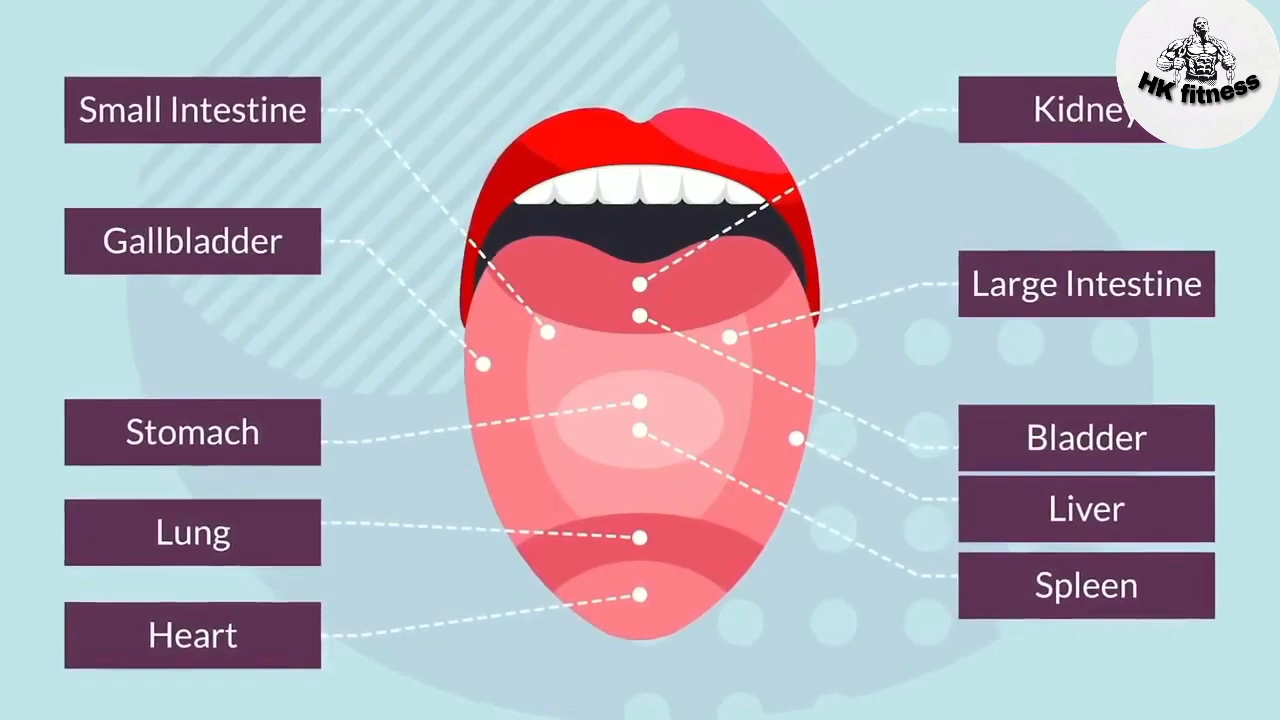 Small Intestine
Gallbladder
Stomach
Lung
Heart
Kidney
Large Intestine
Bladder
Liver
Spleen
HK fitness